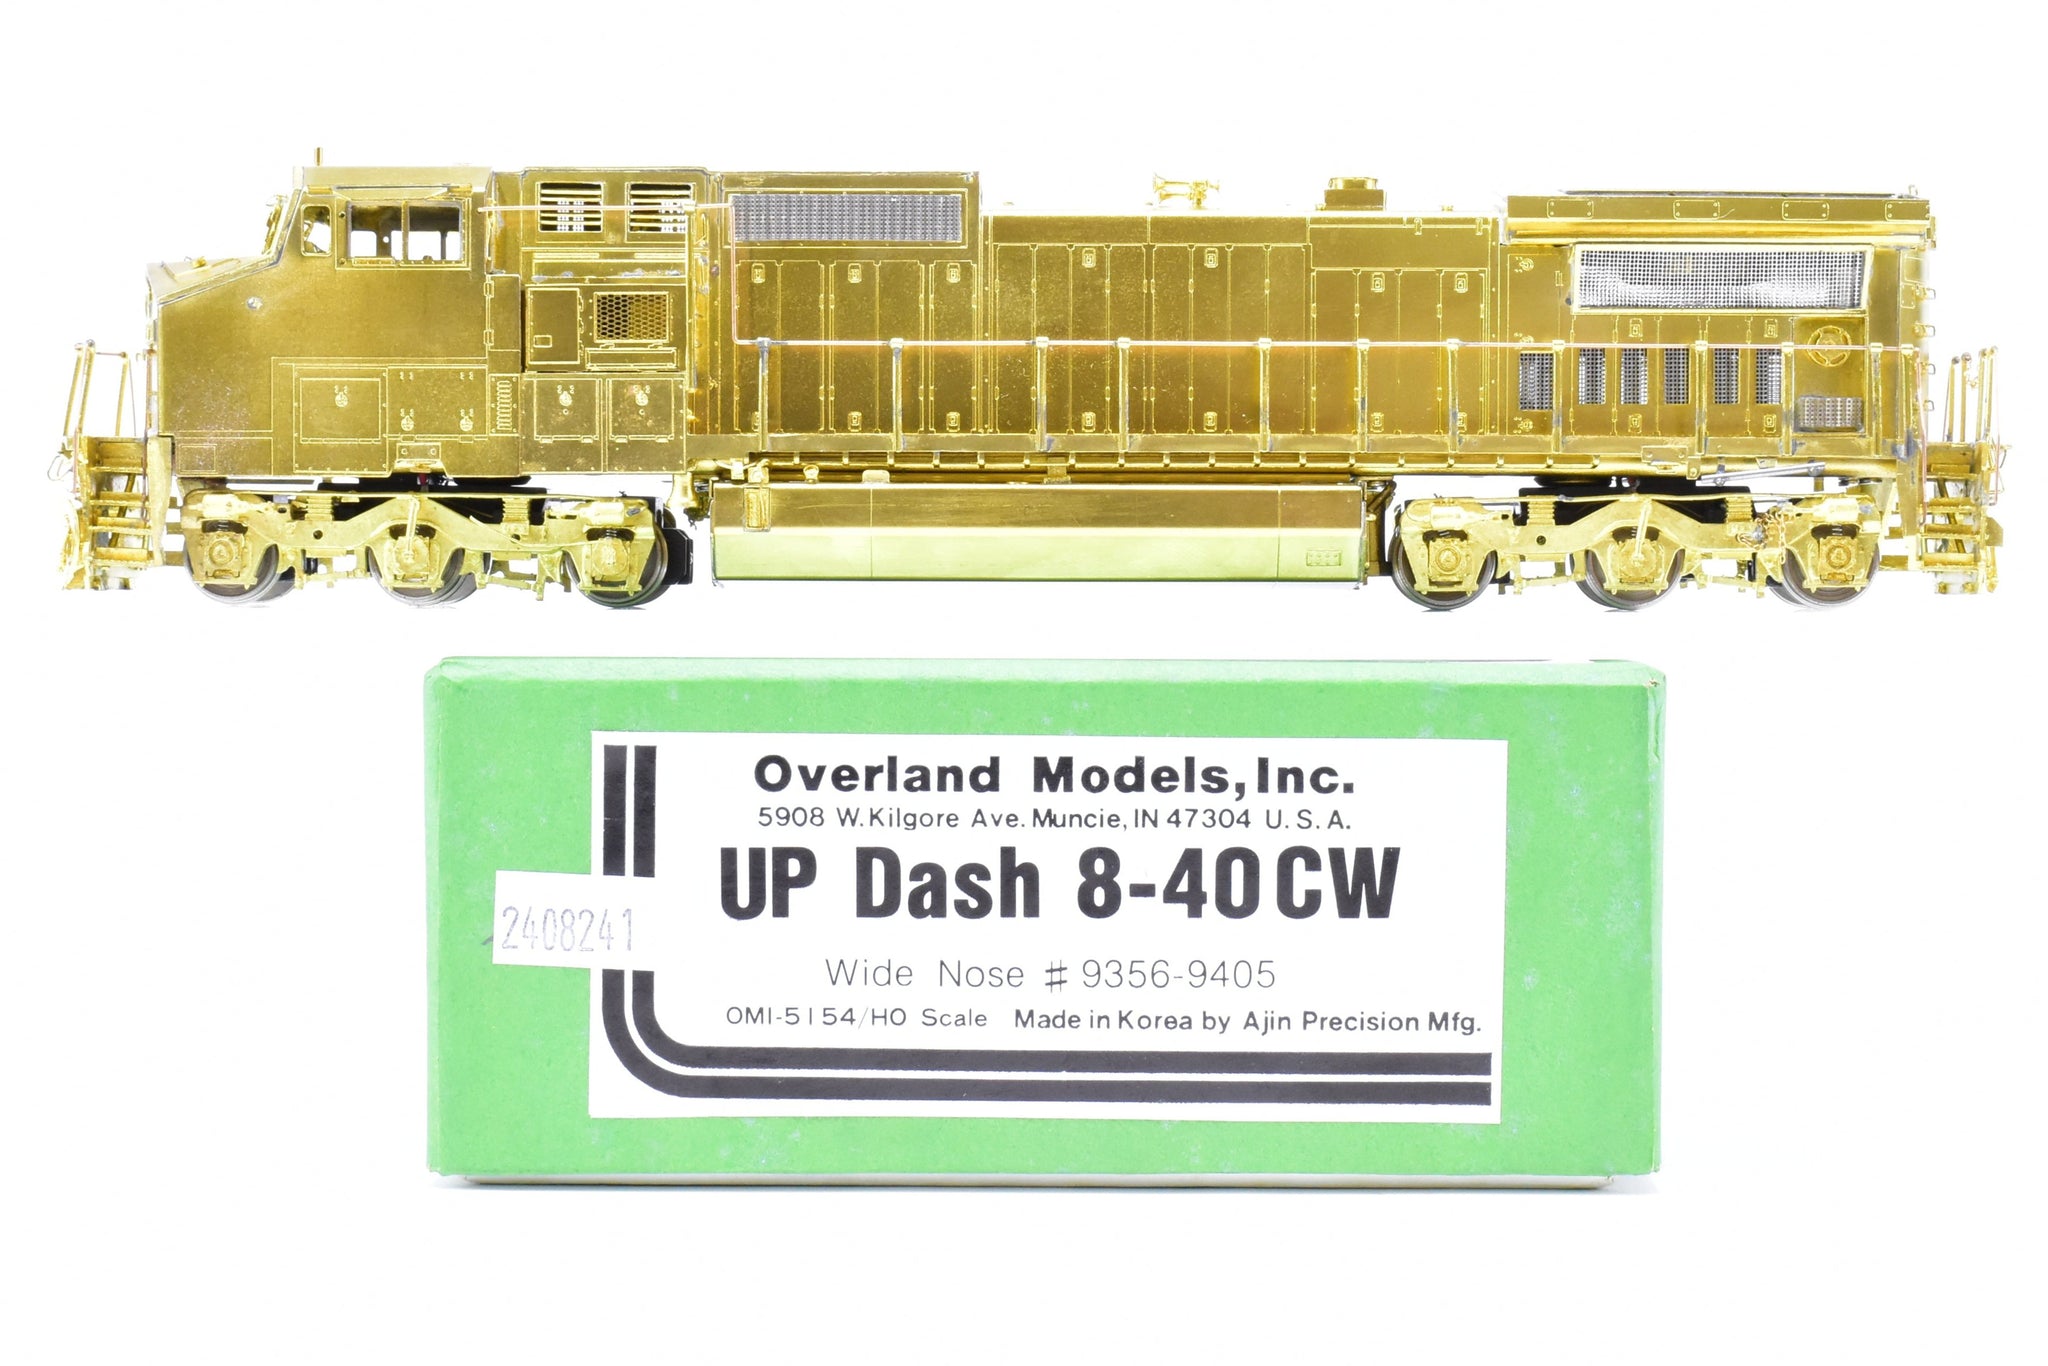 Overland Models, Inc.
5908 W. Kilgore Ave. Muncie, IN 47304 U. S. A.
UP Dash 8-40CW
2408241
Wide Nose # 9356-9405
OMI-5154/HO Scale Made in Korea by Ajin Precision Mfg.